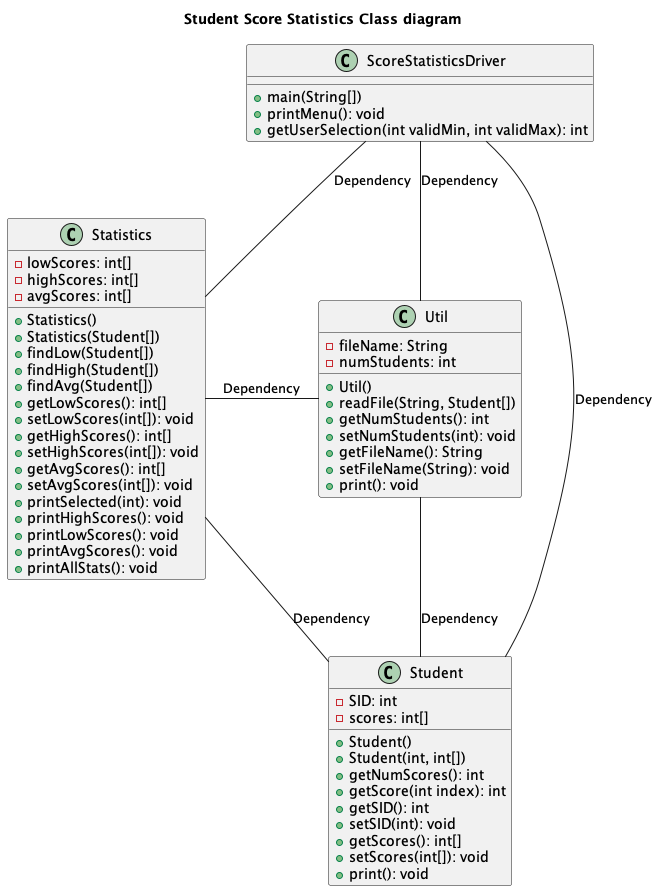 Student Score Statistics Class diagram
C ScoreStatisticsDriver
main(String[])
printMenu(): void
getUserSelection(int validMin, int validMax): int
Dependency
Dependency
C Statistics
lowScores: int[]
highScores: int[]
avgScores: int[]
Statistics()
Statistics(Student[])
findLow(Student[])
findHigh(Student[])
findAvg(Student[])
getLowScores(): int[]
setLowScores(int[]): void
getHighScores(): int[]
setHighScores(int[]): void
getAvgScores(): int[]
setAvgScores(int[]): void
printSelected(int): void
printHighScores(): void
printLowScores(): void
printAvgScores(): void
printAllStats(): void
Dependency
C Util
fileName: String
numStudents: int
Util()
readFile(String, Student[])
getNumStudents(): int
setNumStudents(int): void
getFileName(): String
setFileName(String): void
print(): void
Dependency
Dependency
Dependency
C Student
SID: int
scores: int[]
Student()
Student(int, int[])
getNumScores(): int
getScore(int index): int
getSID(): int
setSID(int): void
getScores(): int[]
setScores(int[]): void
print(): void